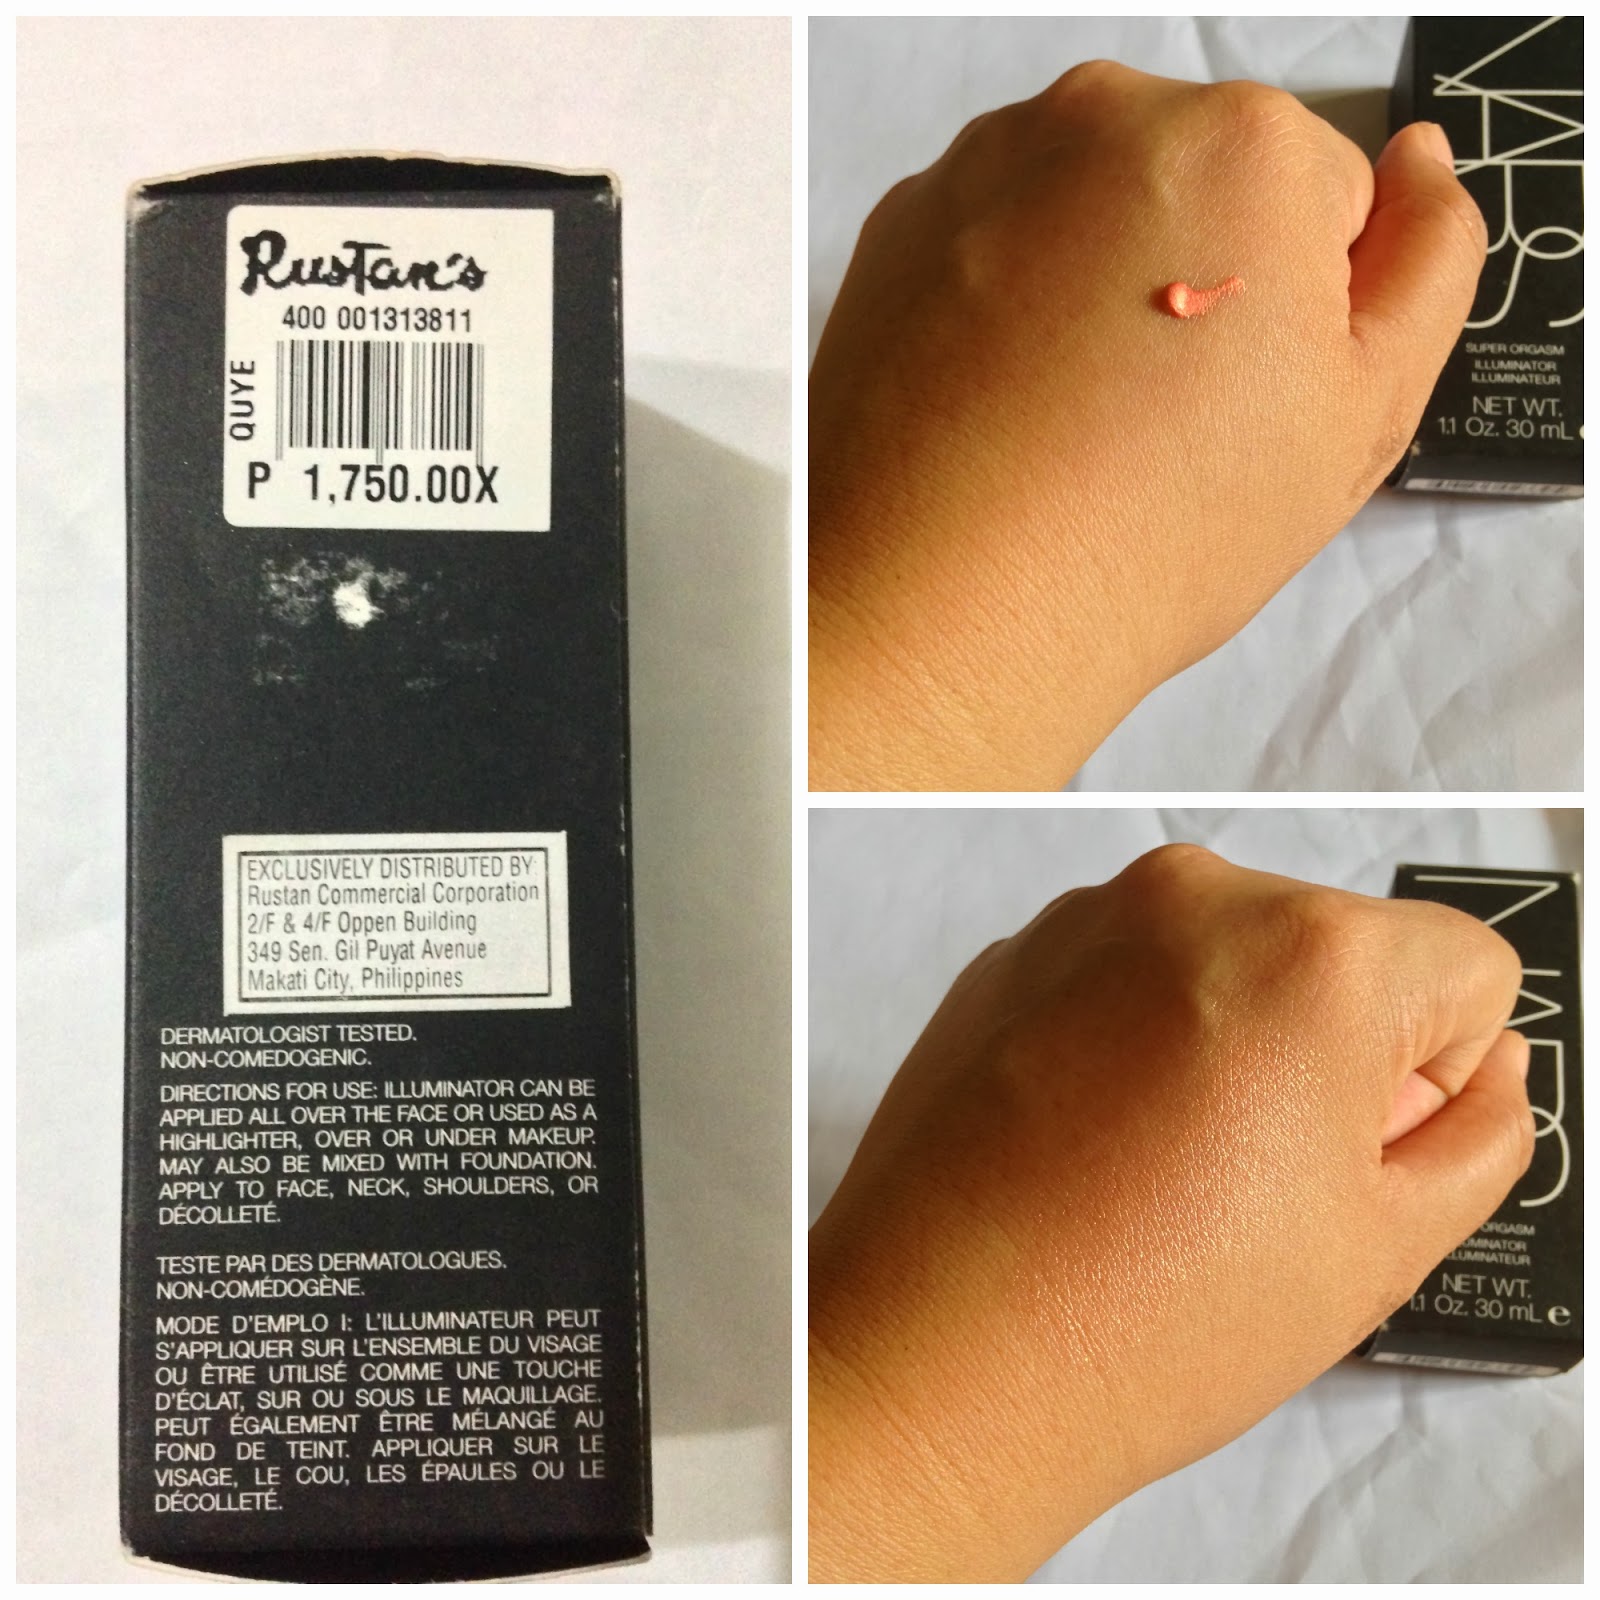 RusTan's
400 001313811
QUYE
P 1,750.00X
EXCLUSIVELY DISTRIBUTED BY:
Rustan Commercial Corporation
2/F & 4/F Oppen Building
349 Sen. Gil Puyat Avenue
Makati City, Philippines
DERMATOLOGIST TESTED.
NON-COMEDOGENIC.
DIRECTIONS FOR USE: ILLUMINATOR CAN BE
APPLIED ALL OVER THE FACE OR USED AS A
HIGHLIGHTER, OVER OR UNDER MAKEUP.
MAY ALSO BE MIXED WITH FOUNDATION.
APPLY TO FACE, NECK, SHOULDERS, OR
DÉCOLLETÉ.
TESTE PAR DES DERMATOLOGUES.
NON-COMÉDOGÈNE.
MODE D'EMPLO I: L'ILLUMINATEUR PEUT
S'APPLIQUER SUR L'ENSEMBLE DU VISAGE
OU ÊTRE UTILISÉ COMME UNE TOUCHE
D'ÉCLAT, SUR OU SOUS LE MAQUILLAGE.
PEUT ÉGALEMENT ÊTRE MÉLANGÉ AU
FOND DE TEINT. APPLIQUER SUR LE
VISAGE, LE COU, LES ÉPAULES OU LE
DÉCOLLETÉ.
NARS
SUPER ORGASM
ILLUMINATOR
ILLUMINATEUR
NET WT.
1.1 Oz. 30 mL e
NARS
ORGASM
UMINATOR
LUMINATEUR
NET WT.
1.1 Oz. 30 mL e